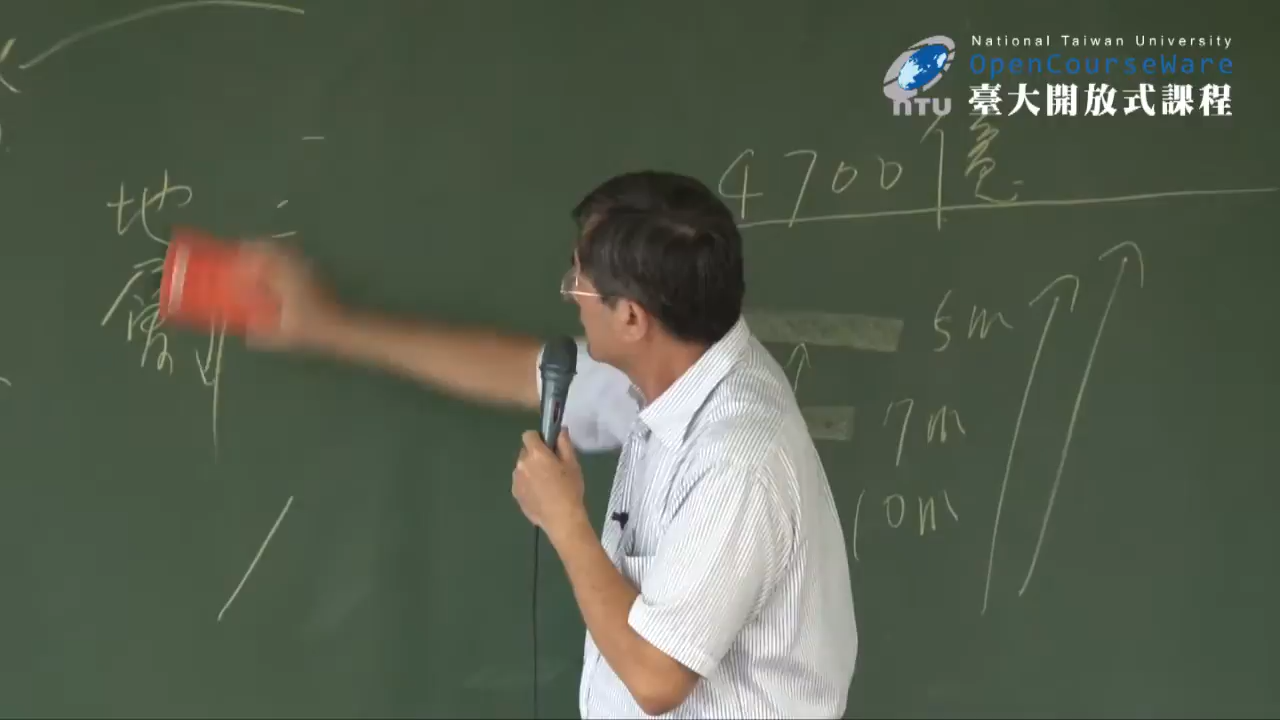 National Taiwan University
OpenCourseWare
臺大開放式課程
NTU
4700億
地
層
5m
7m
10m